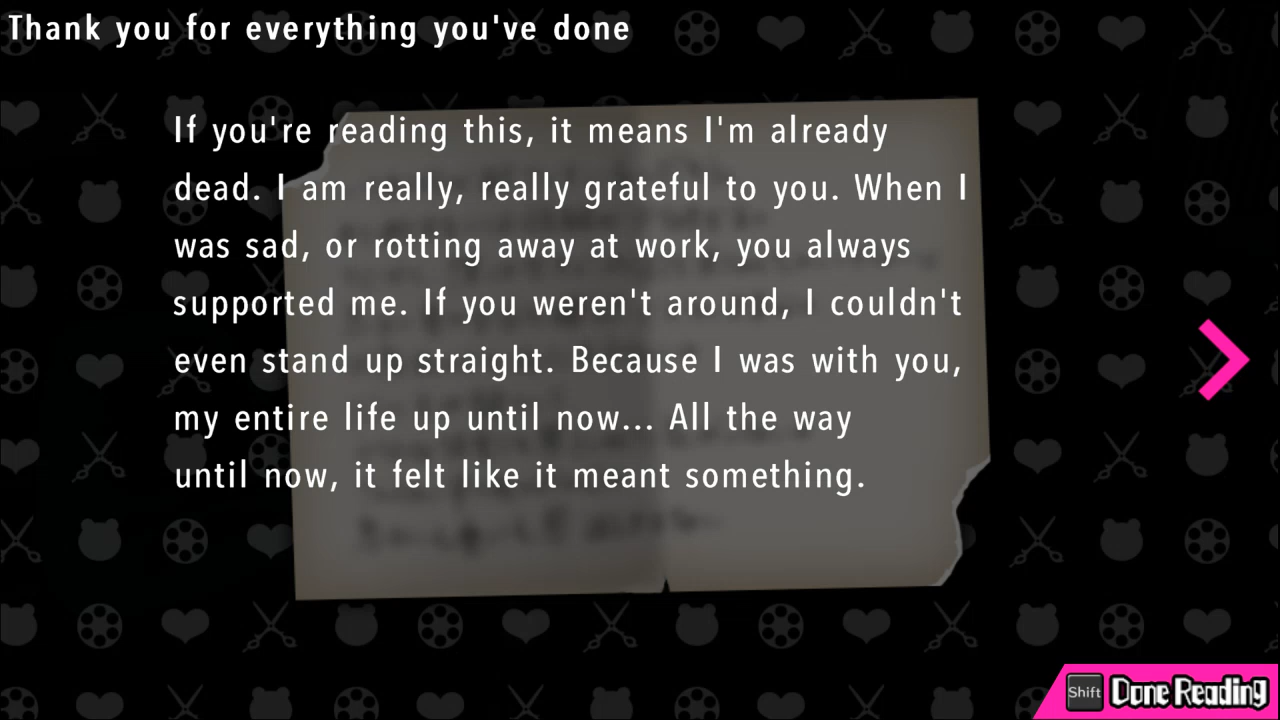 Thank you for everything you've done
If you're reading this, it means I'm already
dead. I am really, really grateful to you. When I
was sad, or rotting away at work, you always
supported me. If you weren't around, I couldn't
even stand up straight. Because I was with you,
my entire life up until now... All the way
until now, it felt like it meant something.
Shift Done Reading